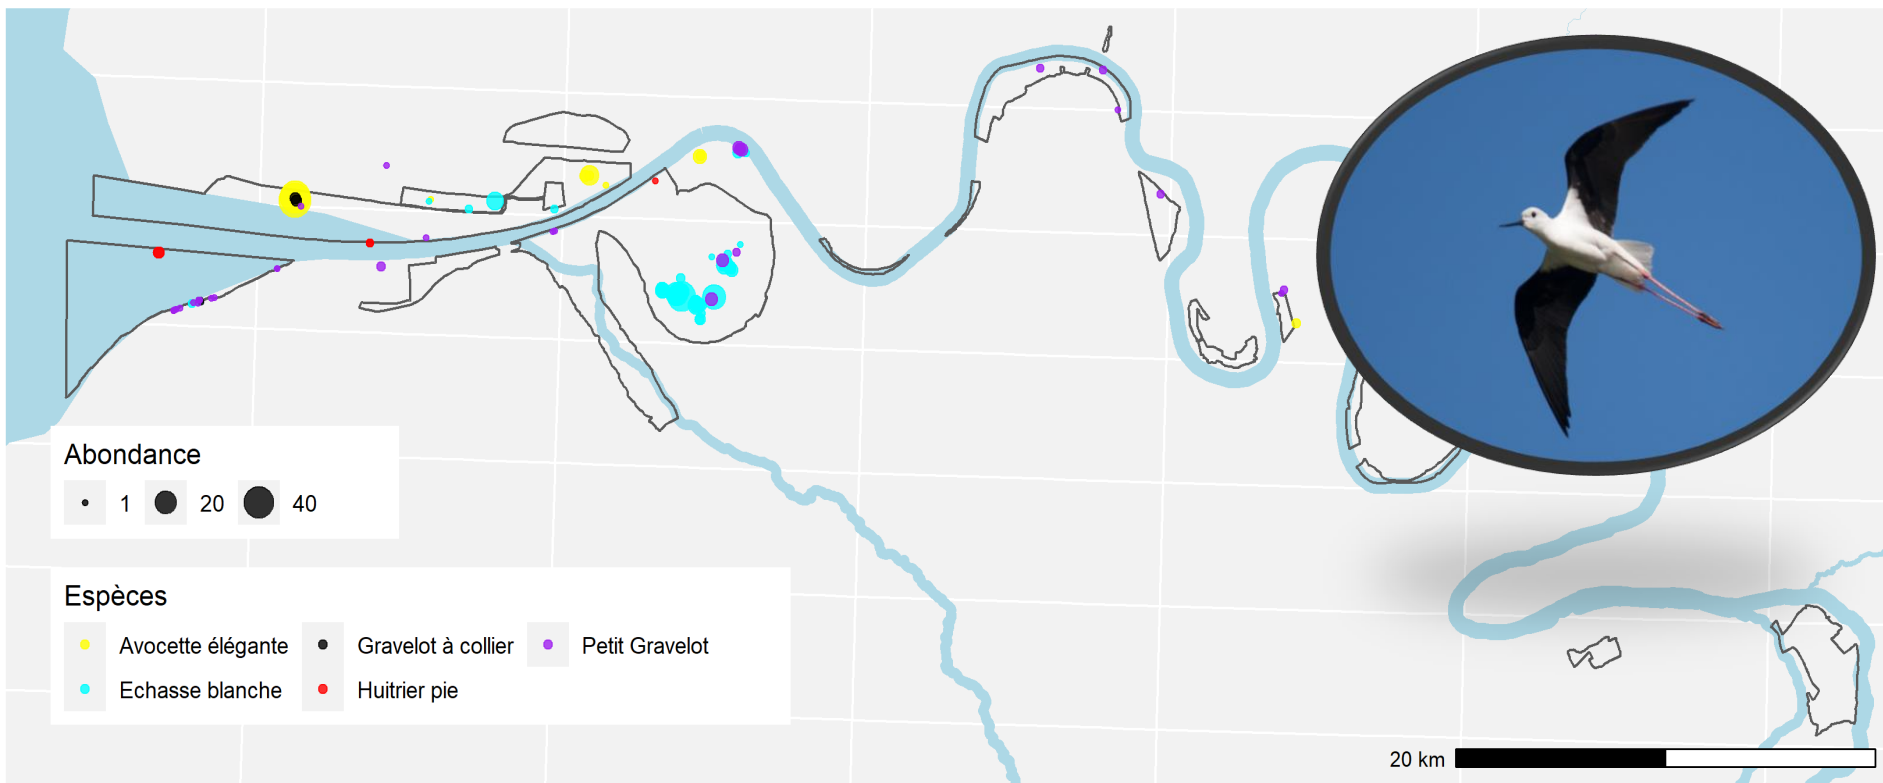 Abondance
1 20 40
Espèces
Avocette élégante Gravelot à collier Petit Gravelot
Echasse blanche Huitrier pie
20 km